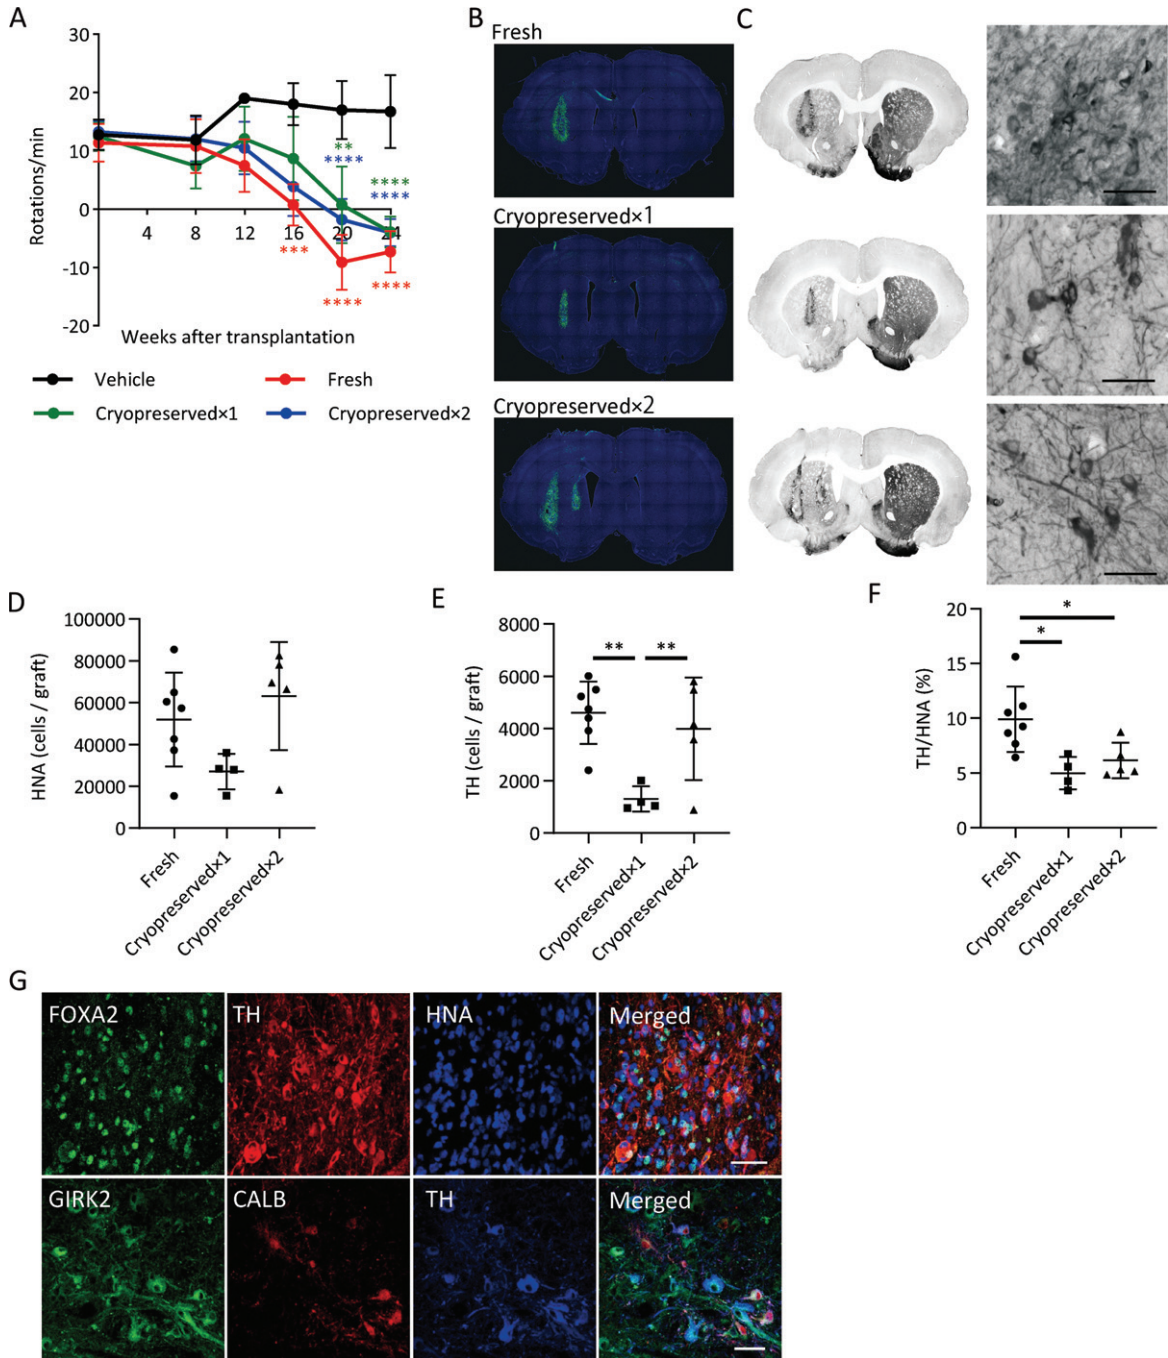 A
30
20
10
0
-10
-20
Rotations/min
4
8
12
16
20
24
**
****
****
****
***
****
****
Weeks after transplantation
Vehicle
Fresh
Cryopreserved×1
Cryopreserved×2
B
Fresh
Cryopreserved×1
Cryopreserved×2
C
D
HNA (cells / graft)
100000
80000
60000
40000
20000
0
Fresh
Cryopreserved×1
Cryopreserved×2
E
TH (cells / graft)
8000
6000
4000
2000
0
**
**
Fresh
Cryopreserved×1
Cryopreserved×2
F
TH/HNA (%)
20
15
10
5
0
*
*
Fresh
Cryopreserved×1
Cryopreserved×2
G
FOXA2
TH
HNA
Merged
GIRK2
CALB
TH
Merged